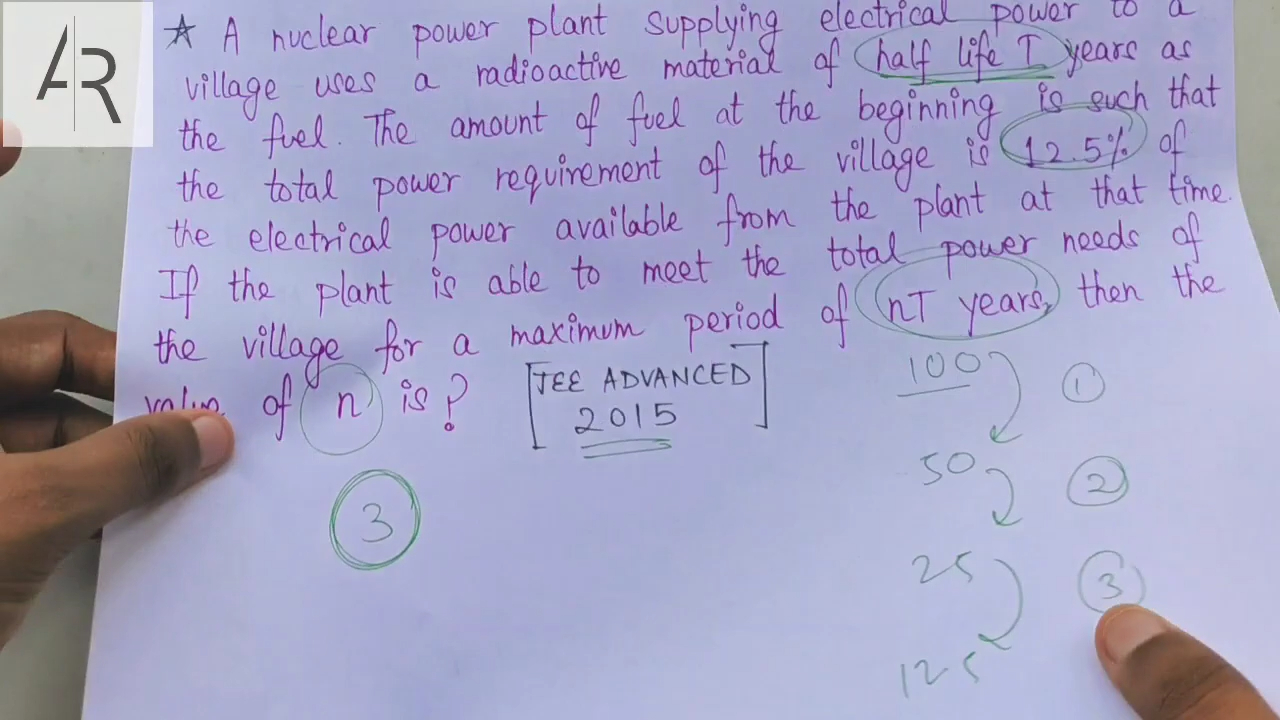 AR
☆ A nuclear power plant supplying electrical power to a
village uses a radioactive material of half life T years as
the fuel. The amount of fuel at the beginning is such that
the total power requirement of the village is 12.5% of
the electrical power available from the plant at that time.
If the plant is able to meet the total power needs of
the village for a maximum period of nT years, then the
value of n is?
[JEE ADVANCED
2015]
100 1
50 2
3
25 3
12.5